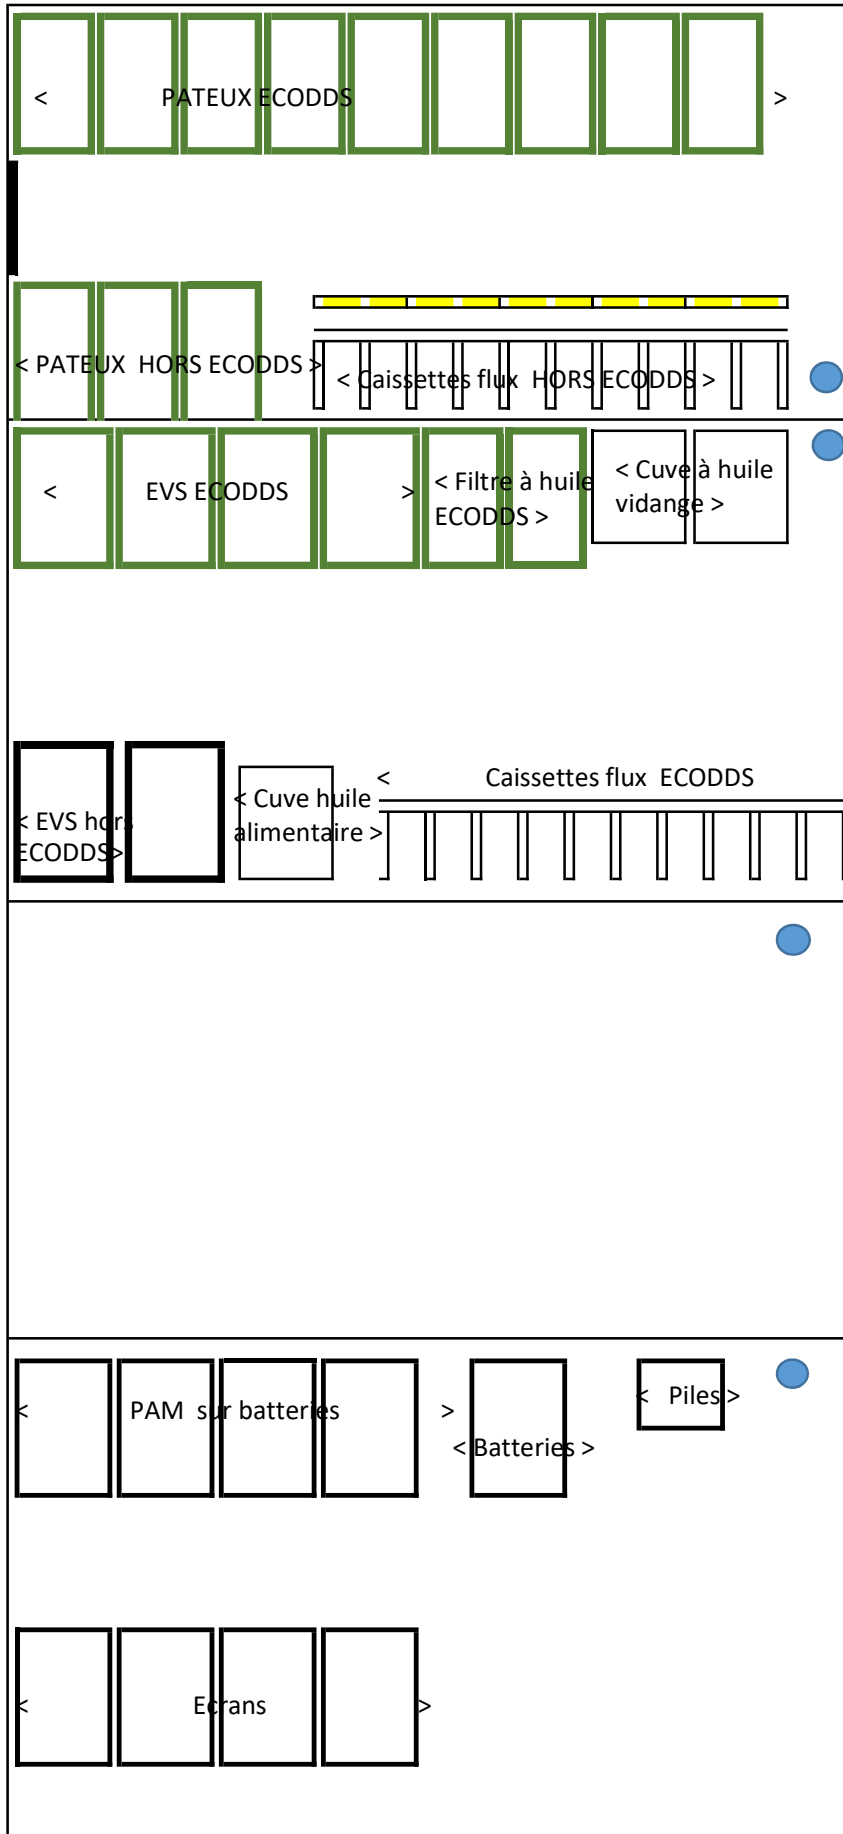 < PATEUX ECODDS >
< PATEUX HORS ECODDS >
< Caissettes flux HORS ECODDS >
< EVS ECODDS >
< Filtre à huile
ECODDS >
< Cuve à huile
vidange >
< EVS hors
ECODDS>
< Cuve huile
alimentaire >
< Caissettes flux ECODDS
< PAM sur batteries >
< Batteries >
< Piles >
< Ecrans >